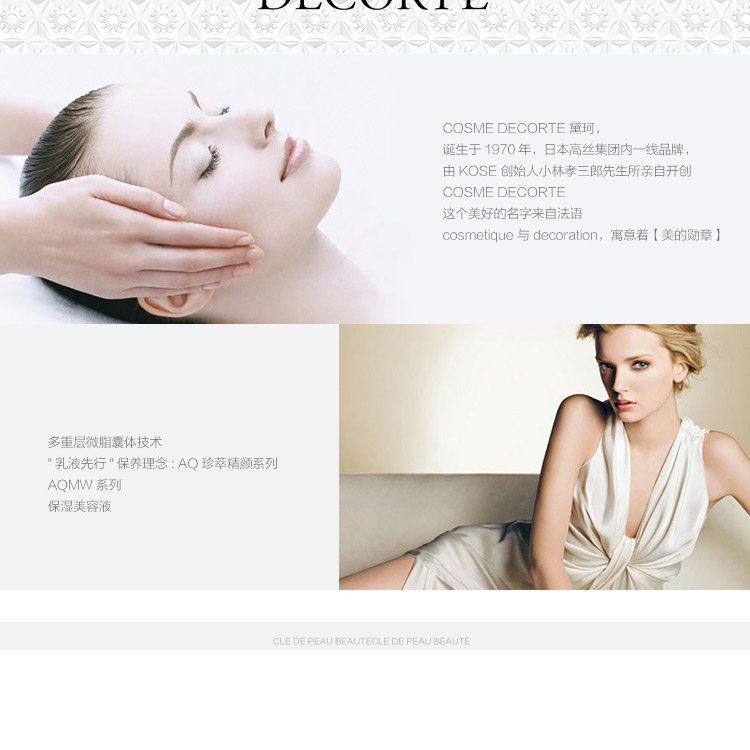 DECORTE
COSME DECORTE 黛珂，
诞生于 1970 年，日本高丝集团内一线品牌，
由 KOSE 创始人小林孝三郎先生所亲自开创
COSME DECORTE
这个美好的名字来自法语
cosmetique 与 decoration，寓意着【 美的勋章 】
多重层微脂囊体技术
" 乳液先行 " 保养理念 : AQ 珍萃精颜系列
AQMW 系列
保湿美容液
CLE DE PEAU BEAUTECLE DE PEAU BEAUTE